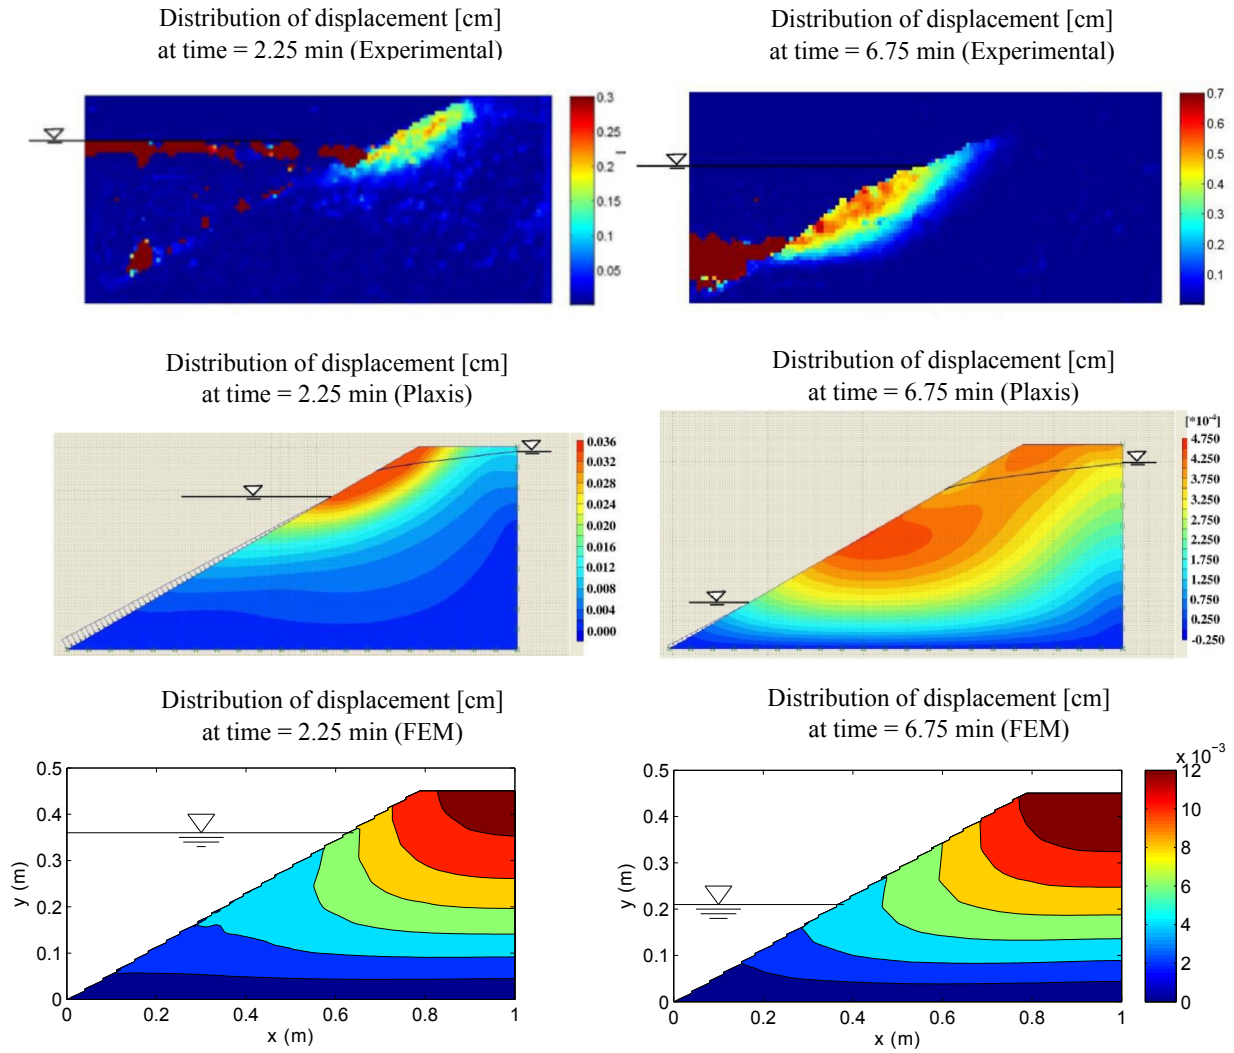 Distribution of displacement [cm]
at time = 2.25 min (Experimental)
0.3
0.25
0.2
0.15
0.1
0.05
Distribution of displacement [cm]
at time = 6.75 min (Experimental)
0.7
0.6
0.5
0.4
0.3
0.2
0.1
Distribution of displacement [cm]
at time = 2.25 min (Plaxis)
0.036
0.032
0.028
0.024
0.020
0.016
0.012
0.008
0.004
0.000
Distribution of displacement [cm]
at time = 6.75 min (Plaxis)
[*10⁻⁴]
4.750
4.250
3.750
3.250
2.750
2.250
1.750
1.250
0.750
0.250
-0.250
Distribution of displacement [cm]
at time = 2.25 min (FEM)
0.5
0.4
0.3
0.2
0.1
0
y (m)
0 0.2 0.4 0.6 0.8 1
x (m)
Distribution of displacement [cm]
at time = 6.75 min (FEM)
0.5
0.4
0.3
0.2
0.1
0
y (m)
0 0.2 0.4 0.6 0.8 1
x (m)
x 10⁻³
12
10
8
6
4
2
0